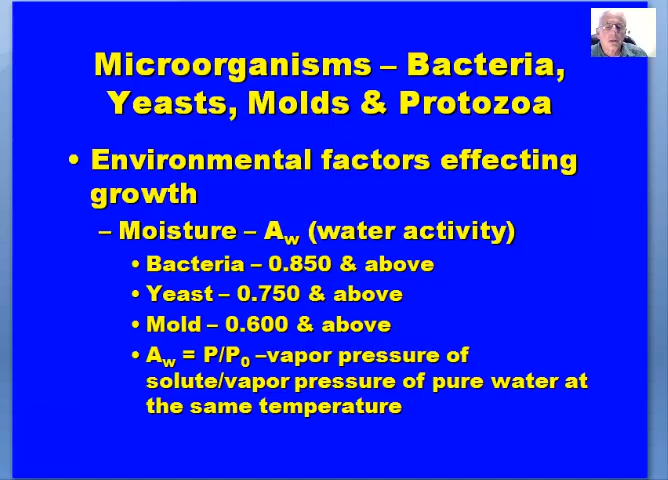 Microorganisms – Bacteria,
Yeasts, Molds & Protozoa
• Environmental factors effecting
growth
– Moisture – Aw (water activity)
• Bacteria – 0.850 & above
• Yeast – 0.750 & above
• Mold – 0.600 & above
• Aw = P/P0 –vapor pressure of
solute/vapor pressure of pure water at
the same temperature